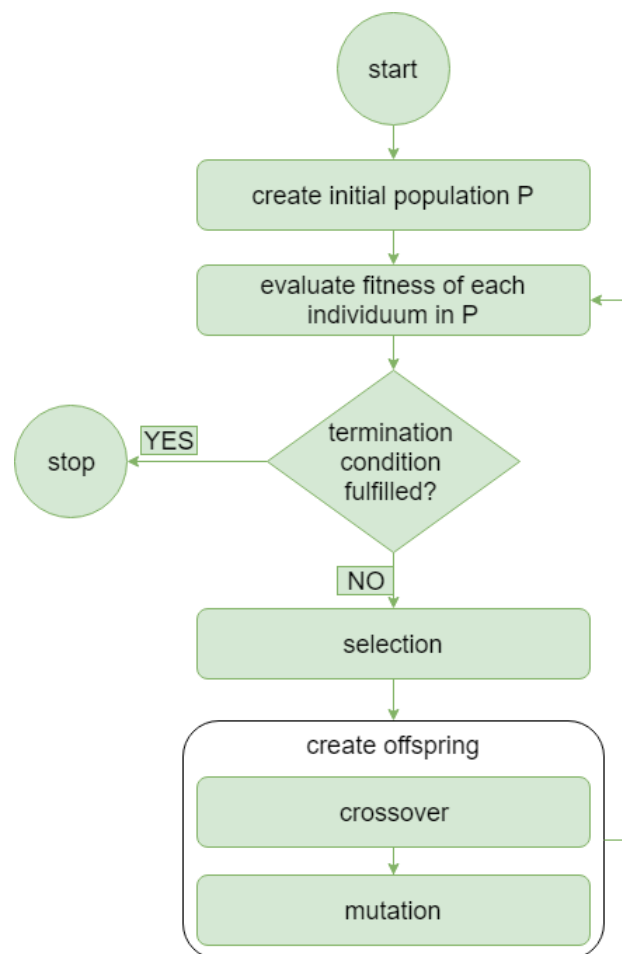 start
create initial population P
evaluate fitness of each
individuum in P
termination
condition
fulfilled?
YES
stop
NO
selection
create offspring
crossover
mutation